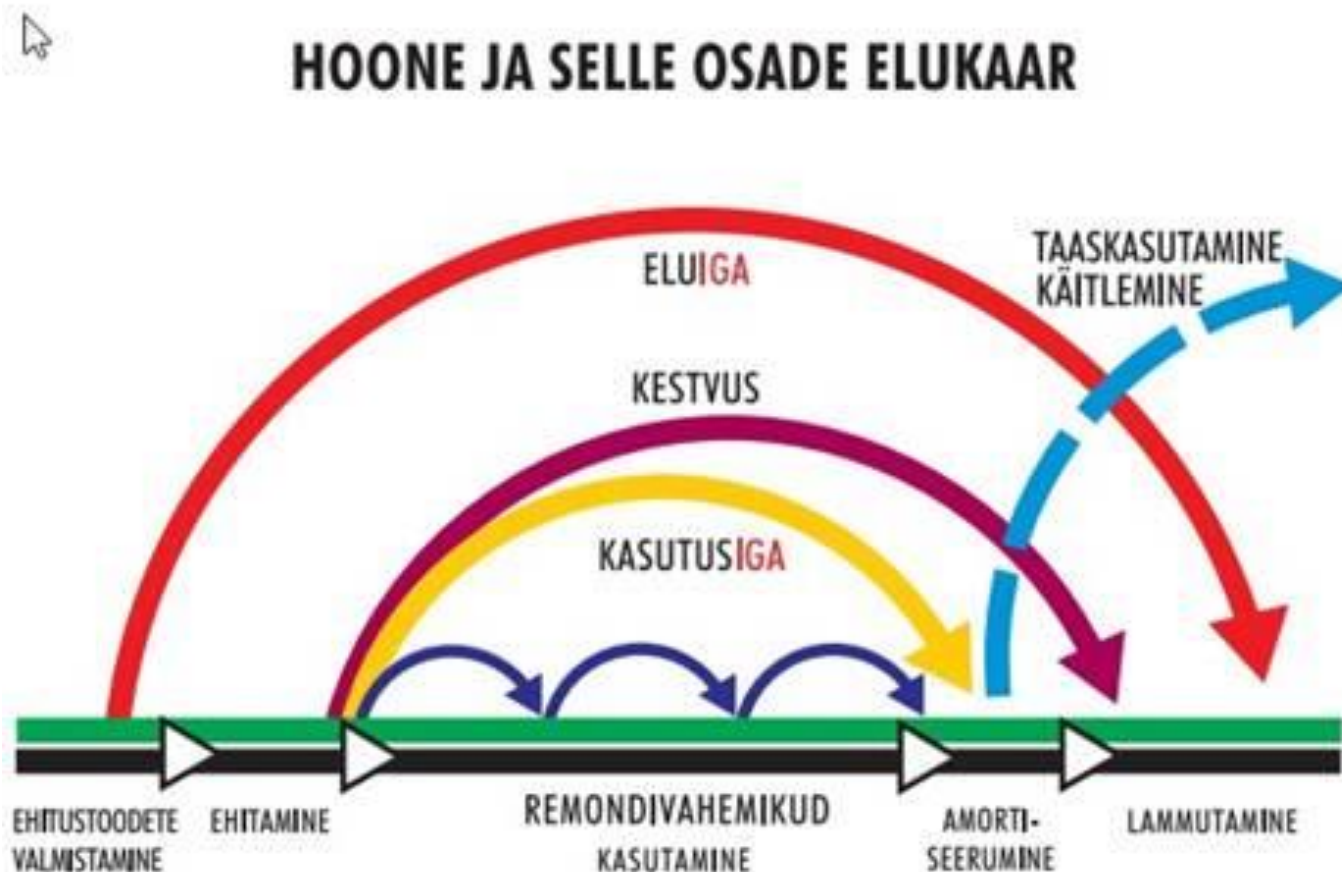 HOONE JA SELLE OSADE ELUKAAR
ELUIGA
TAASKASUTAMINE
KÄITLEMINE
KESTVUS
KASUTUSIGA
EHITUSTOODETE
VALMISTAMINE
EHITAMINE
REMONDIVAHEMIKUD
KASUTAMINE
AMORTI-
SEERUMINE
LAMMUTAMINE